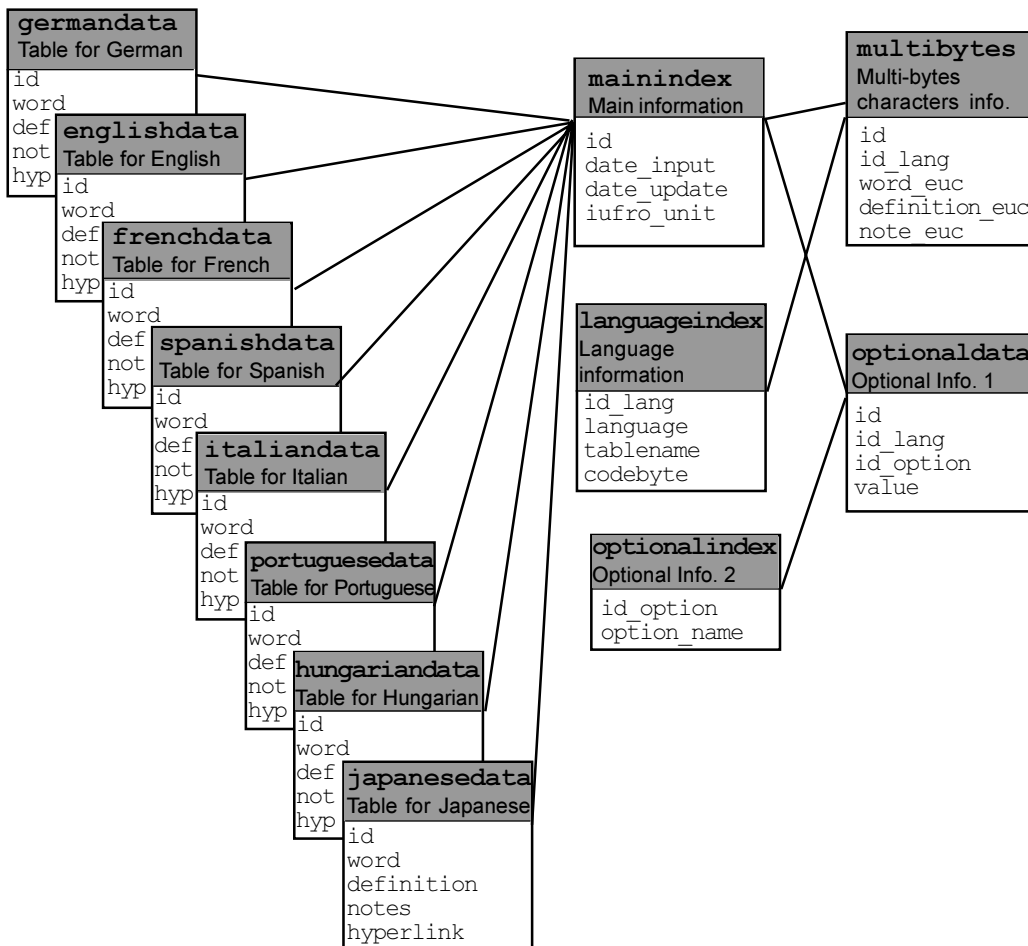 germandata
Table for German
id
word
def
not
hyp
englishdata
Table for English
id
word
def
not
hyp
frenchdata
Table for French
id
word
def
not
hyp
spanishdata
Table for Spanish
id
word
def
not
hyp
italiandata
Table for Italian
id
word
def
not
hyp
portuguesedata
Table for Portuguese
id
word
def
not
hyp
hungariandata
Table for Hungarian
id
word
def
not
hyp
japanesedata
Table for Japanese
id
word
definition
notes
hyperlink
mainindex
Main information
id
date_input
date_update
iufro_unit
languageindex
Language
information
id_lang
language
tablename
codebyte
optionalindex
Optional Info. 2
id_option
option_name
multibytes
Multi-bytes
characters info.
id
id_lang
word_euc
definition_euc
note_euc
optionaldata
Optional Info. 1
id
id_lang
id_option
value